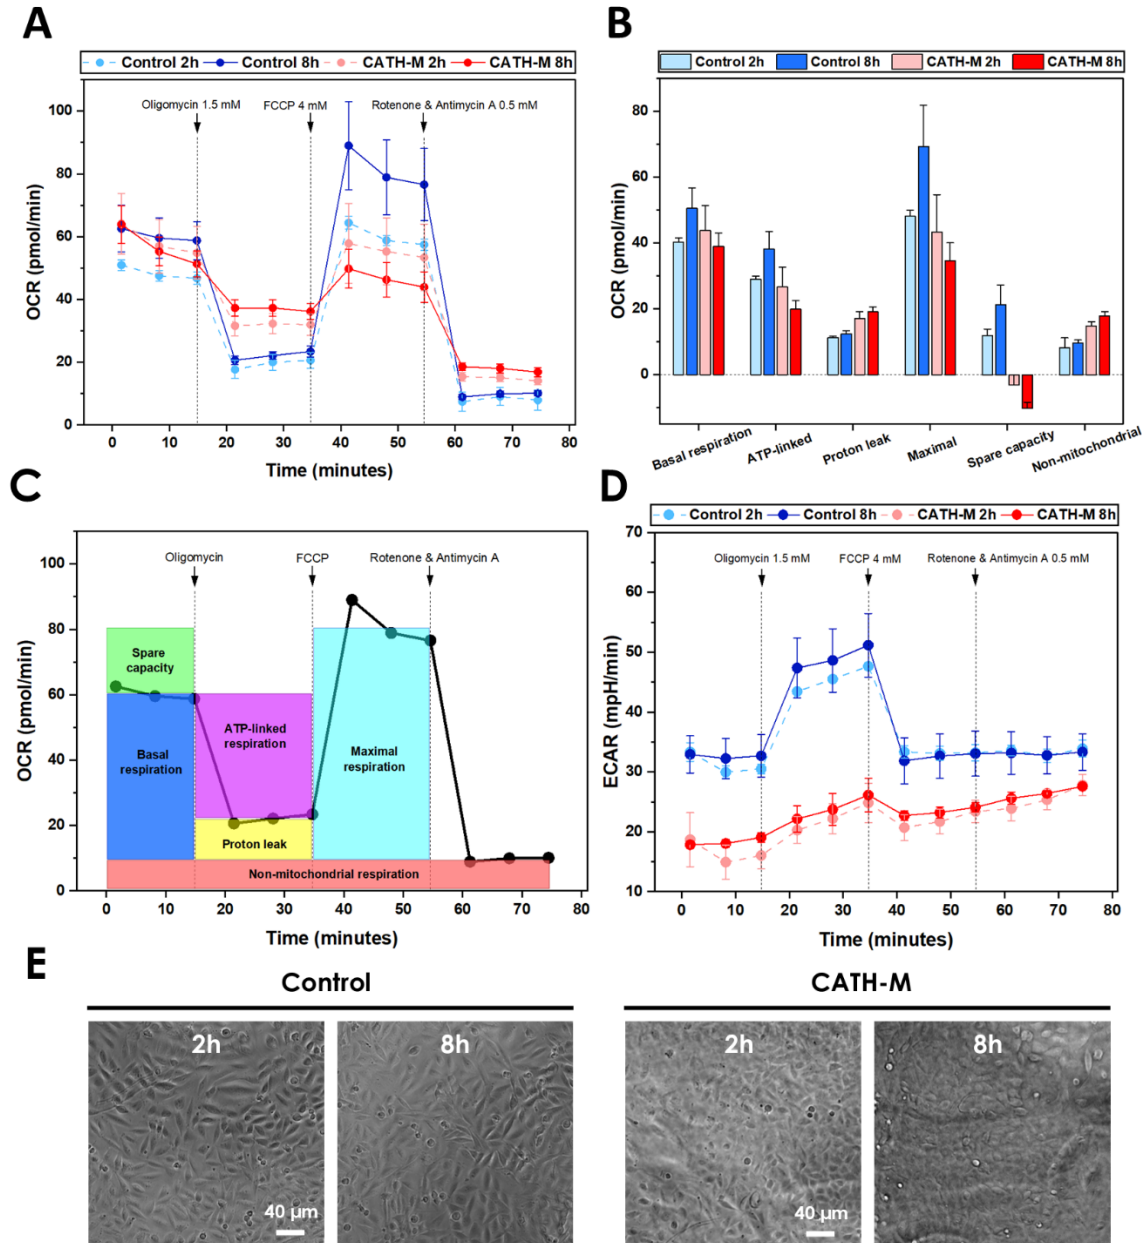 A
Control 2h Control 8h CATH-M 2h CATH-M 8h
Oligomycin 1.5 mM FCCP 4 mM Rotenone & Antimycin A 0.5 mM
OCR (pmol/min)
100
80
60
40
20
0
0 10 20 30 40 50 60 70 80
Time (minutes)
B
Control 2h Control 8h CATH-M 2h CATH-M 8h
OCR (pmol/min)
80
60
40
20
0
Basal respiration ATP-linked Proton leak Maximal Spare capacity Non-mitochondrial
C
Oligomycin FCCP Rotenone & Antimycin A
OCR (pmol/min)
100
80
60
40
20
0
Spare
capacity
Basal
respiration
ATP-linked
respiration
Proton leak
Maximal
respiration
Non-mitochondrial respiration
0 10 20 30 40 50 60 70 80
Time (minutes)
D
Control 2h Control 8h CATH-M 2h CATH-M 8h
Oligomycin 1.5 mM FCCP 4 mM Rotenone & Antimycin A 0.5 mM
ECAR (mpH/min)
70
60
50
40
30
20
10
0 10 20 30 40 50 60 70 80
Time (minutes)
E
Control
2h 8h
40 µm
CATH-M
2h 8h
40 µm